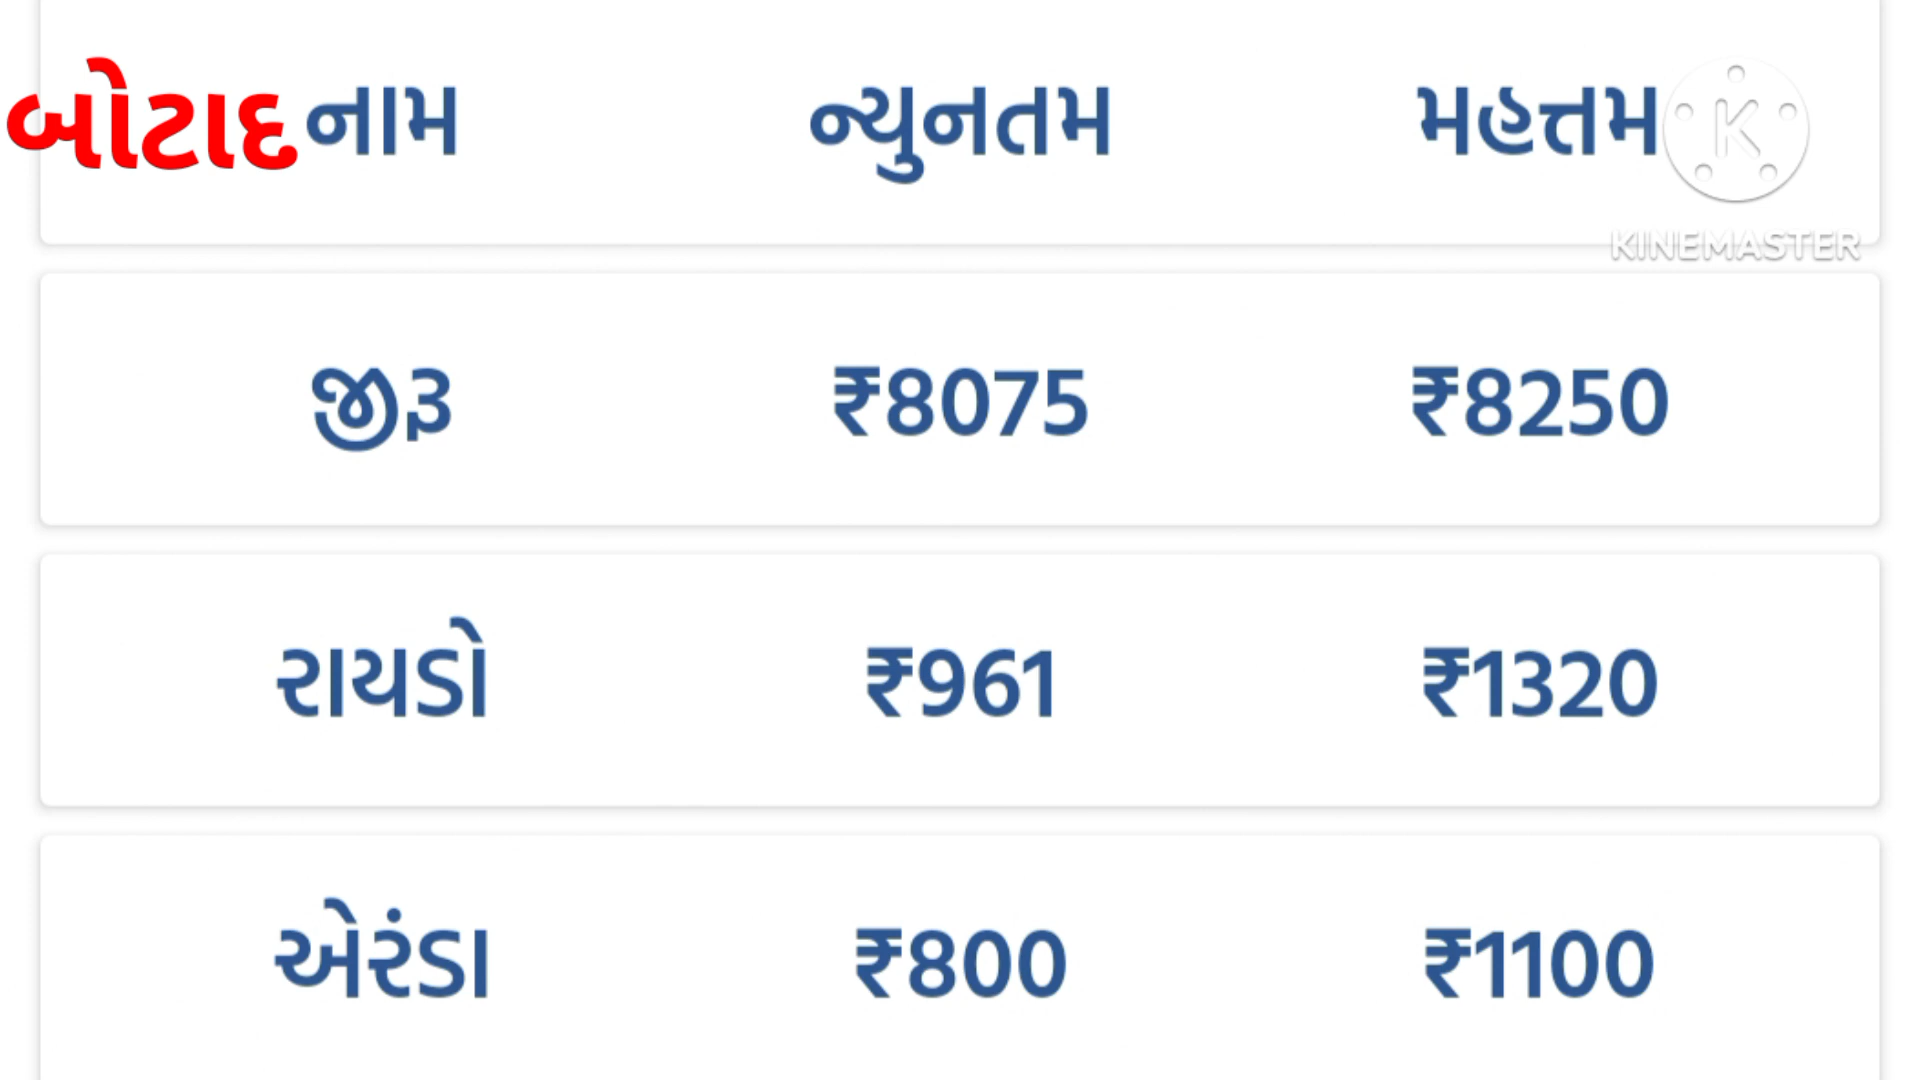 બોટાદ નામ ન્યુનતમ મહત્તમ
KINEMASTER
જીરૂ ₹8075 ₹8250
રાયડો ₹961 ₹1320
એરંડા ₹800 ₹1100